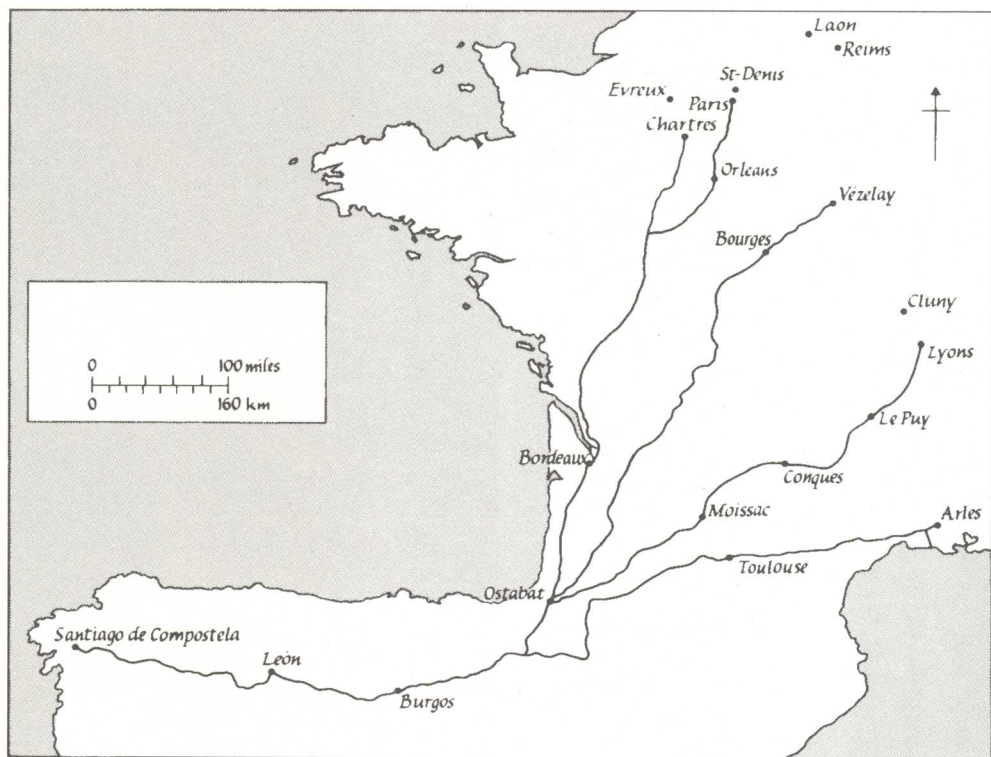 Laon
Reims
St-Denis
Evreux
Paris
Chartres
Orleans
Vézelay
Bourges
Cluny
0 100 miles
0 160 km
Lyons
Le Puy
Bordeaux
Conques
Moissac
Arles
Toulouse
Ostabat
Santiago de Compostela
León
Burgos